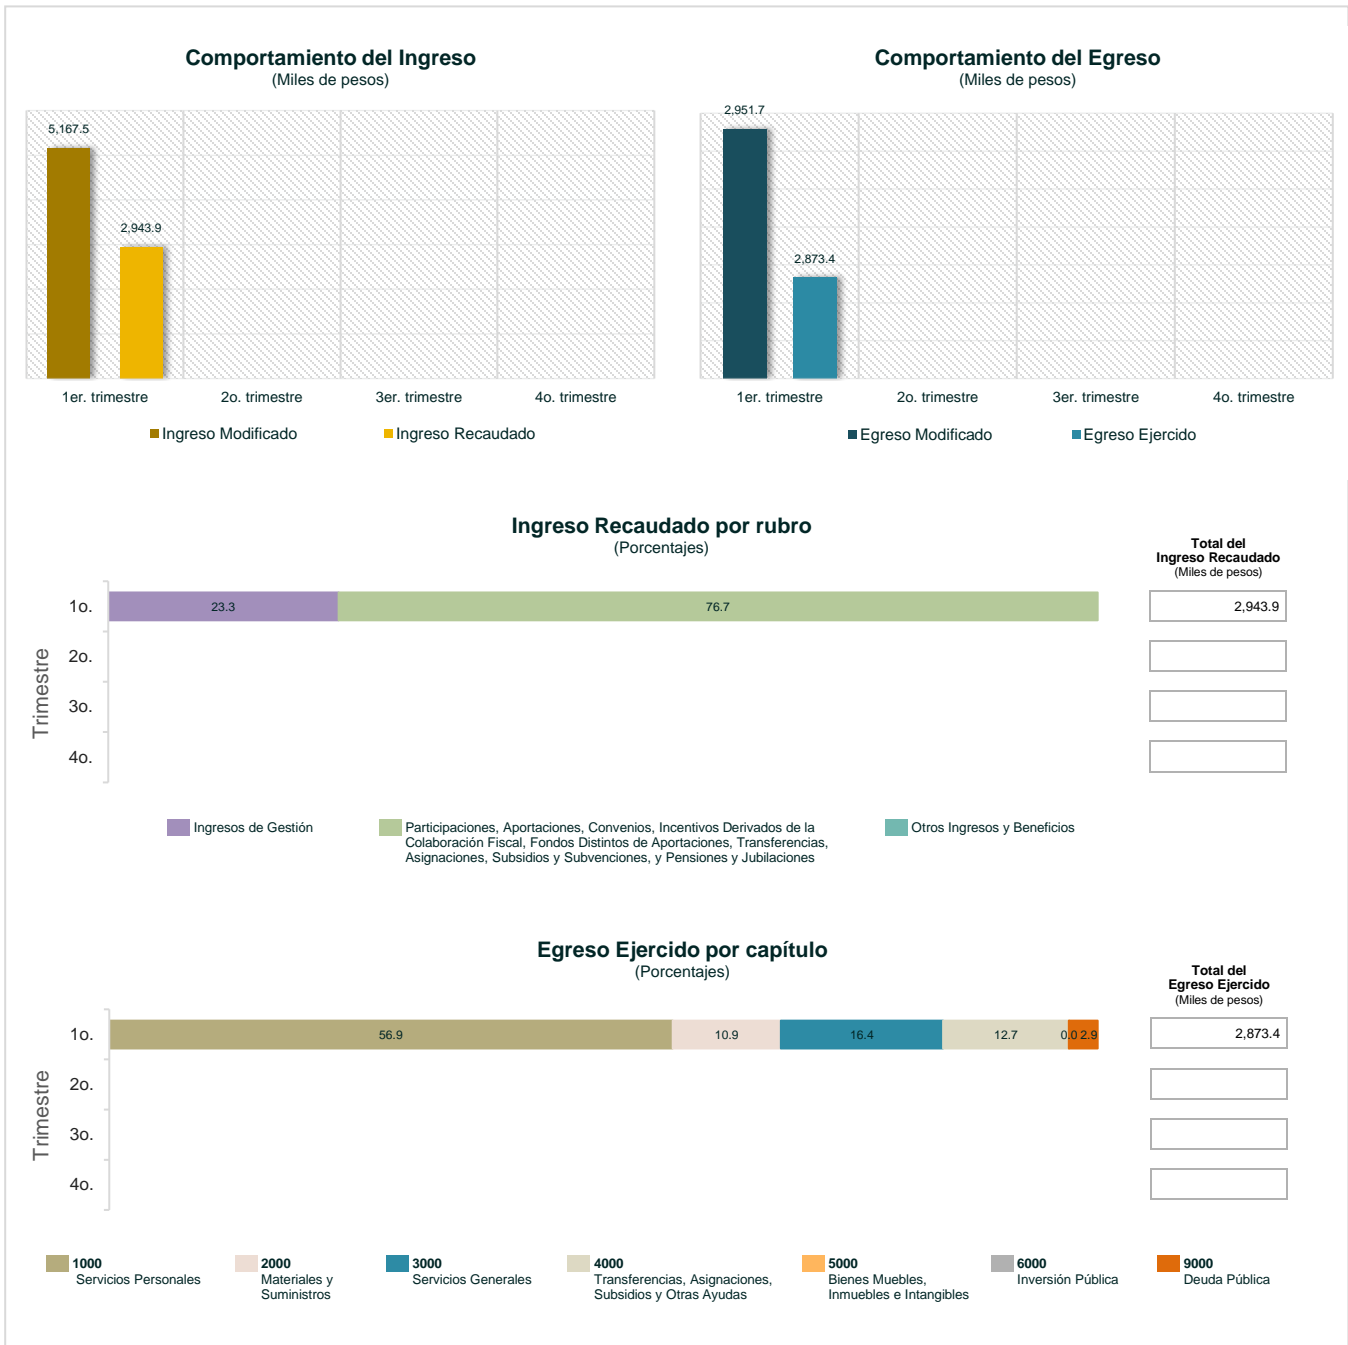 Comportamiento del Ingreso
(Miles de pesos)
5,167.5
2,943.9
1er. trimestre
2o. trimestre
3er. trimestre
4o. trimestre
Ingreso Modificado
Ingreso Recaudado
Comportamiento del Egreso
(Miles de pesos)
2,951.7
2,873.4
1er. trimestre
2o. trimestre
3er. trimestre
4o. trimestre
Egreso Modificado
Egreso Ejercido
Ingreso Recaudado por rubro
(Porcentajes)
Total del
Ingreso Recaudado
(Miles de pesos)
Trimestre
1o.
23.3
76.7
2,943.9
2o.
3o.
4o.
Ingresos de Gestión
Participaciones, Aportaciones, Convenios, Incentivos Derivados de la
Colaboración Fiscal, Fondos Distintos de Aportaciones, Transferencias,
Asignaciones, Subsidios y Subvenciones, y Pensiones y Jubilaciones
Otros Ingresos y Beneficios
Egreso Ejercido por capítulo
(Porcentajes)
Total del
Egreso Ejercido
(Miles de pesos)
Trimestre
1o.
56.9
10.9
16.4
12.7
0.0
2.9
2,873.4
2o.
3o.
4o.
1000
Servicios Personales
2000
Materiales y
Suministros
3000
Servicios Generales
4000
Transferencias, Asignaciones,
Subsidios y Otras Ayudas
5000
Bienes Muebles,
Inmuebles e Intangibles
6000
Inversión Pública
9000
Deuda Pública